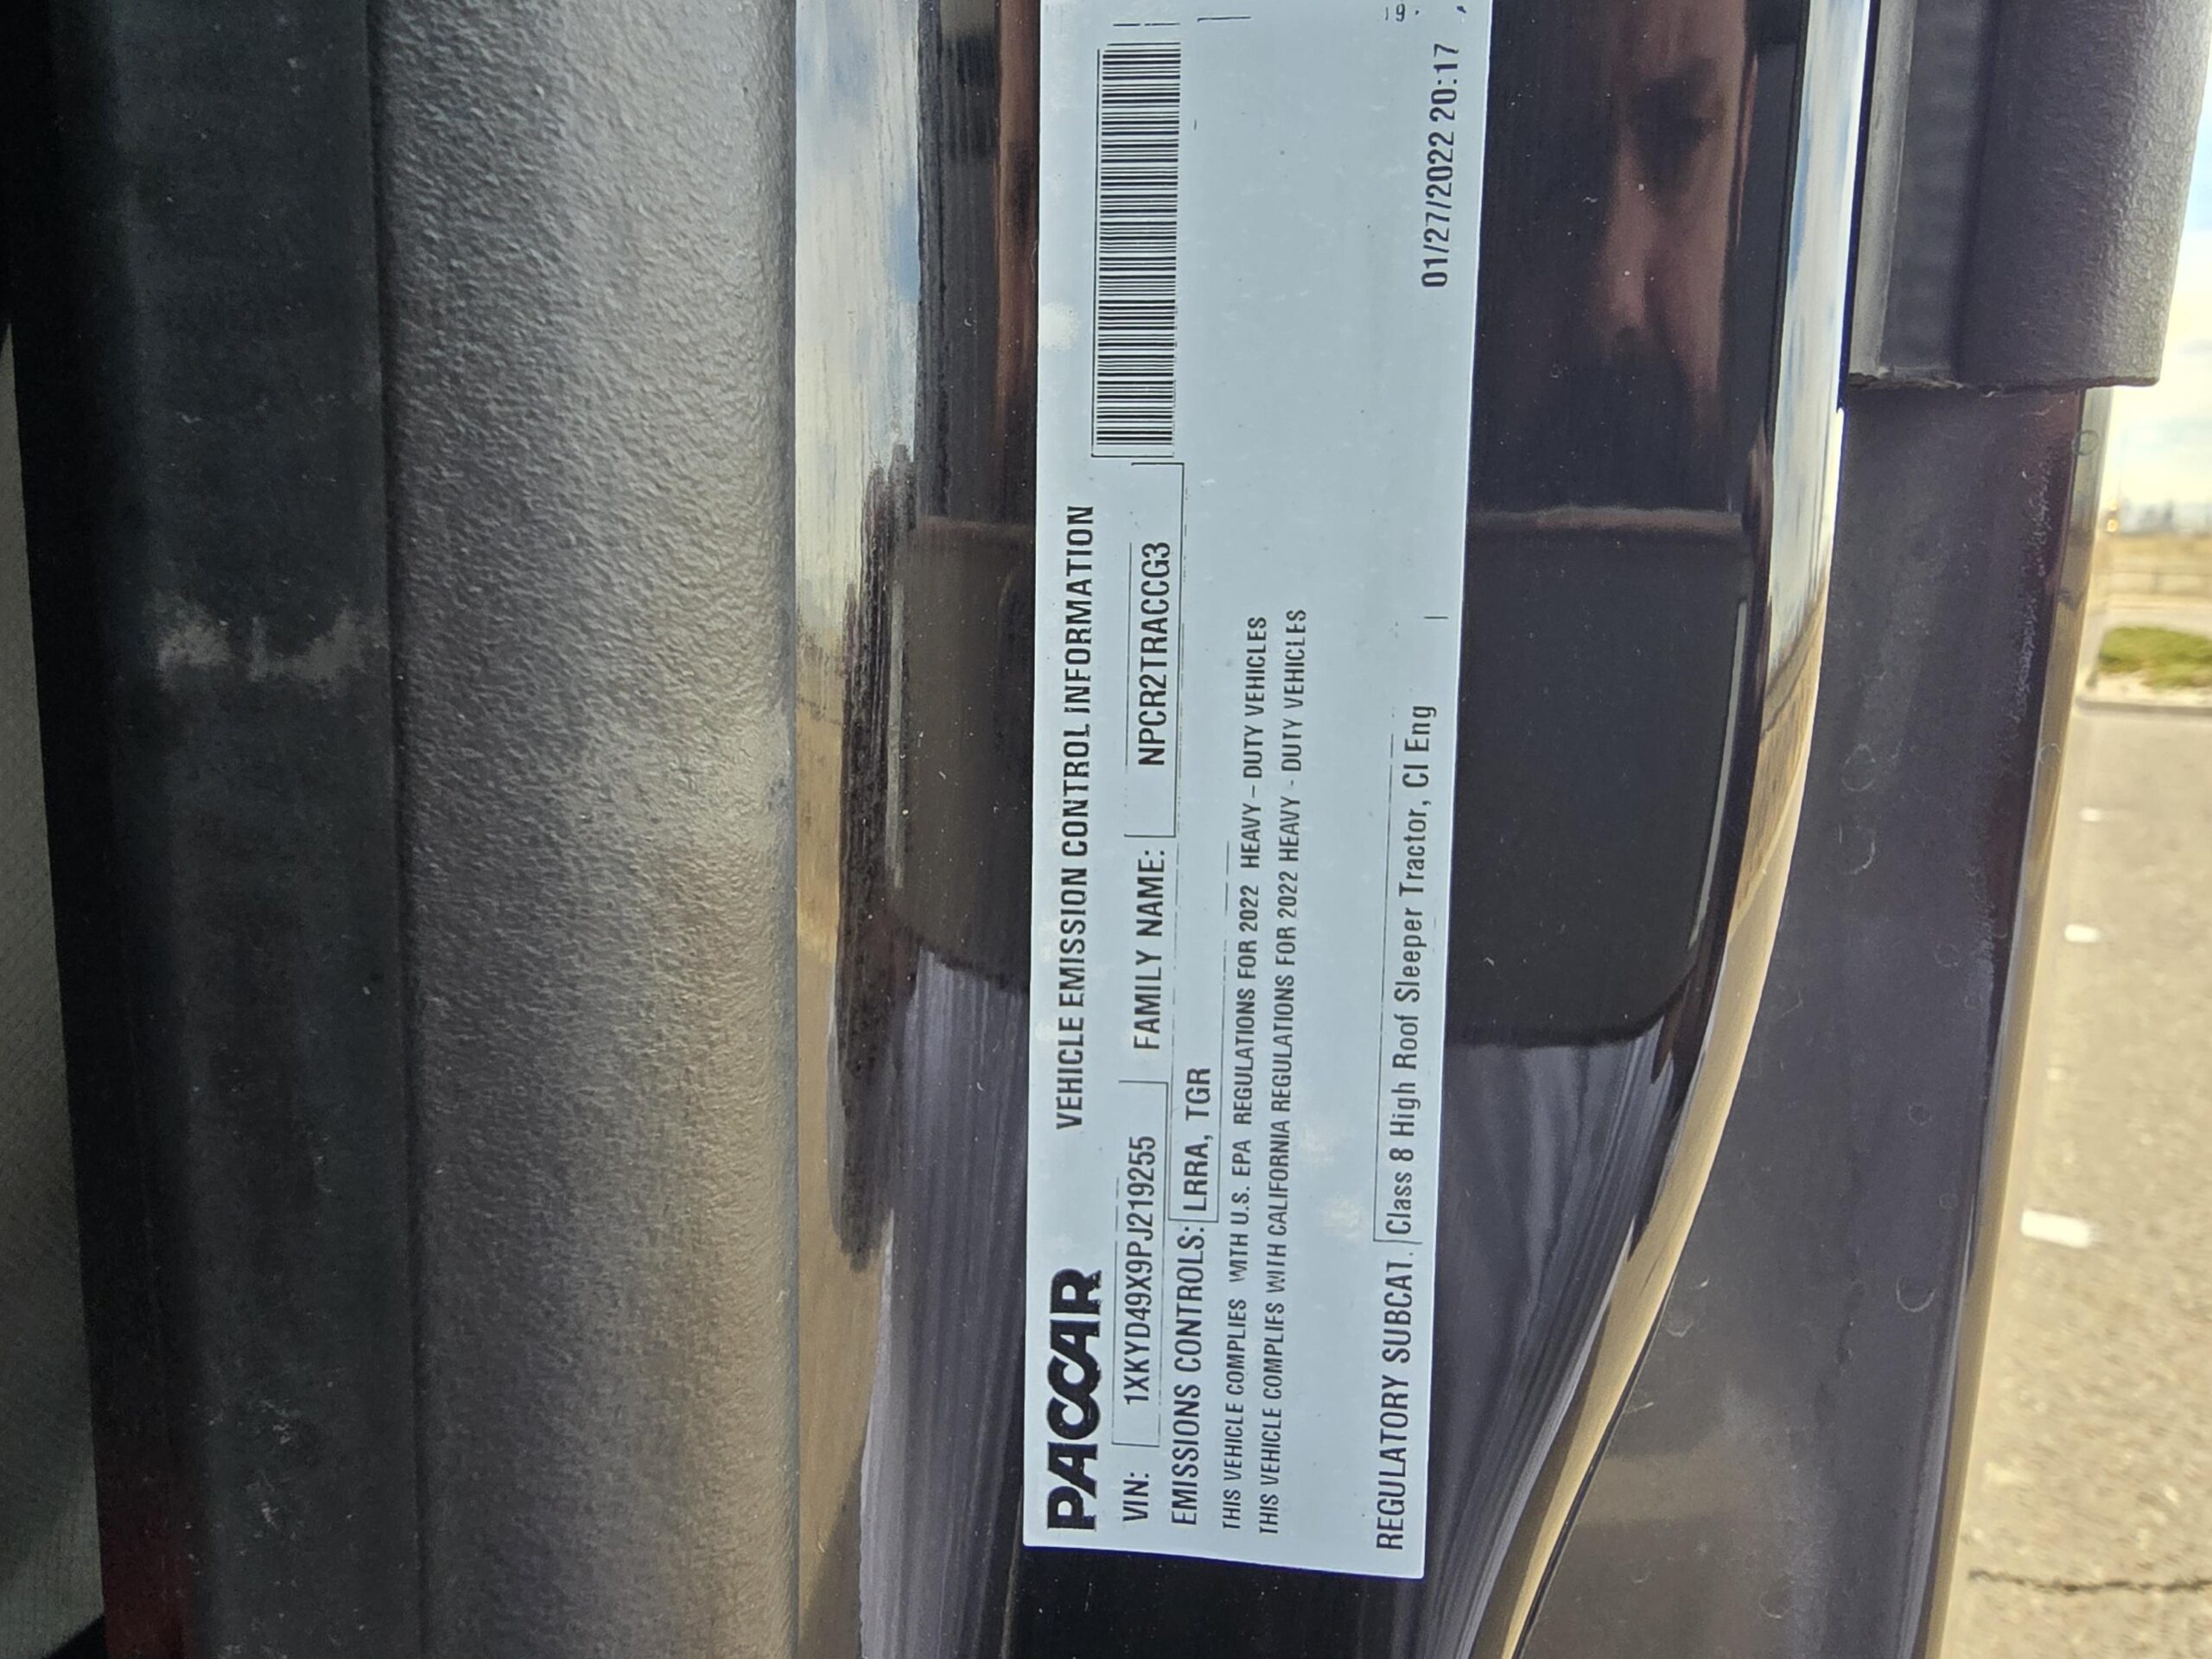 PACCAR VEHICLE EMISSION CONTROL INFORMATION
VIN: 1XKYD49X9PJ219255 FAMILY NAME: NPCR2TRACCG3
EMISSIONS CONTROLS: LRRA, TGR
THIS VEHICLE COMPLIES WITH U.S. EPA REGULATIONS FOR 2022 HEAVY - DUTY VEHICLES
THIS VEHICLE COMPLIES WITH CALIFORNIA REGULATIONS FOR 2022 HEAVY - DUTY VEHICLES
REGULATORY SUBCAT. Class 8 High Roof Sleeper Tractor, CI Eng 01/27/2022 20:17